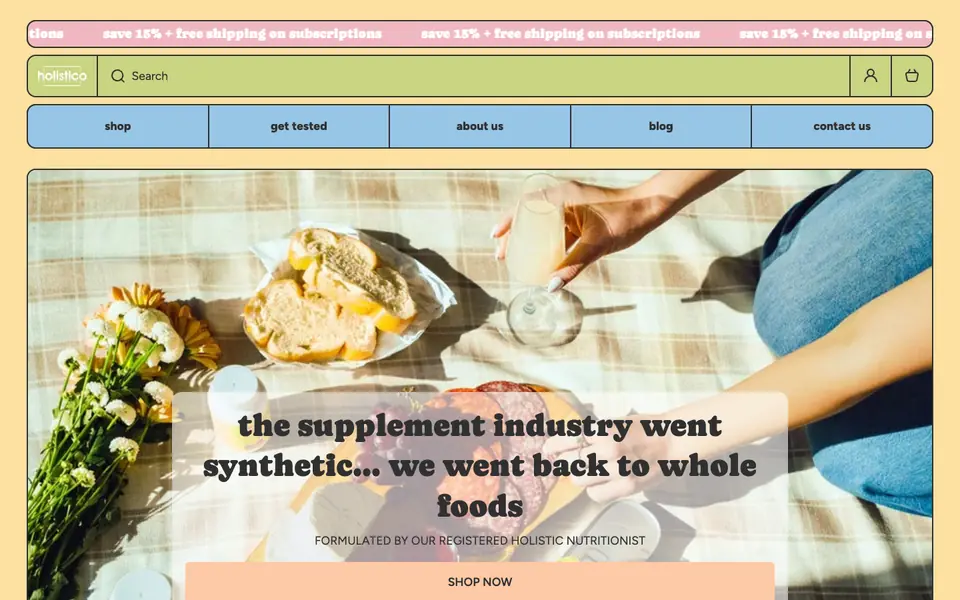 tions save 15% + free shipping on subscriptions save 15% + free shipping on subscriptions save 15% + free shipping on s
holistico Search
shop get tested about us blog contact us
the supplement industry went
synthetic... we went back to whole
foods
FORMULATED BY OUR REGISTERED HOLISTIC NUTRITIONIST
SHOP NOW